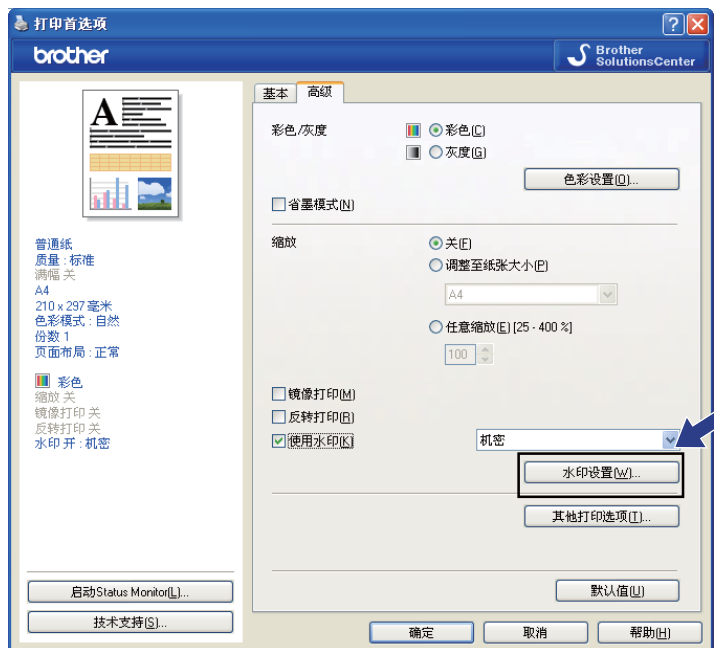 打印首选项
brother
Brother
SolutionsCenter
A
普通纸
质量 : 标准
满幅 关
A4
210 x 297 毫米
色彩模式 : 自然
份数 1
页面布局 : 正常
彩色
缩放 关
镜像打印 关
反转打印 关
水印 开 : 机密
启动Status Monitor(L)...
技术支持(S)...
基本 高级
彩色/灰度
彩色(C)
灰度(G)
色彩设置(O)...
省墨模式(N)
缩放
关(F)
调整至纸张大小(P)
A4
任意缩放(E) [25 - 400 %]
100
镜像打印(M)
反转打印(R)
使用水印(K)
机密
水印设置(W)...
其他打印选项(T)...
默认值(U)
确定 取消 帮助(H)